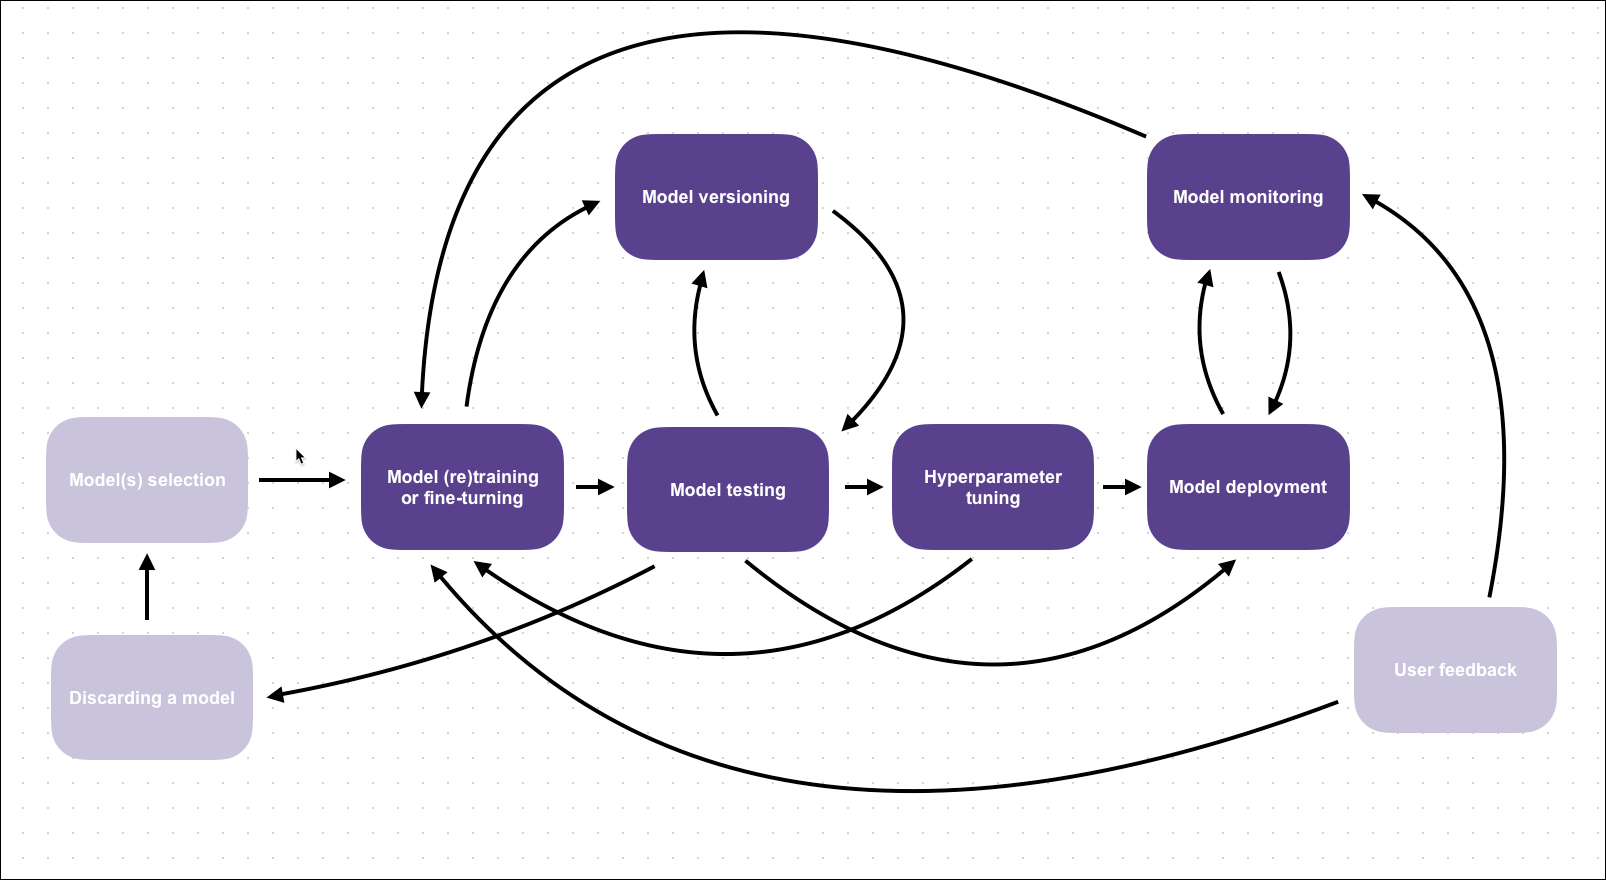 Model versioning
Model monitoring
Model(s) selection
Model (re)training
or fine-turning
Model testing
Hyperparameter
tuning
Model deployment
Discarding a model
User feedback